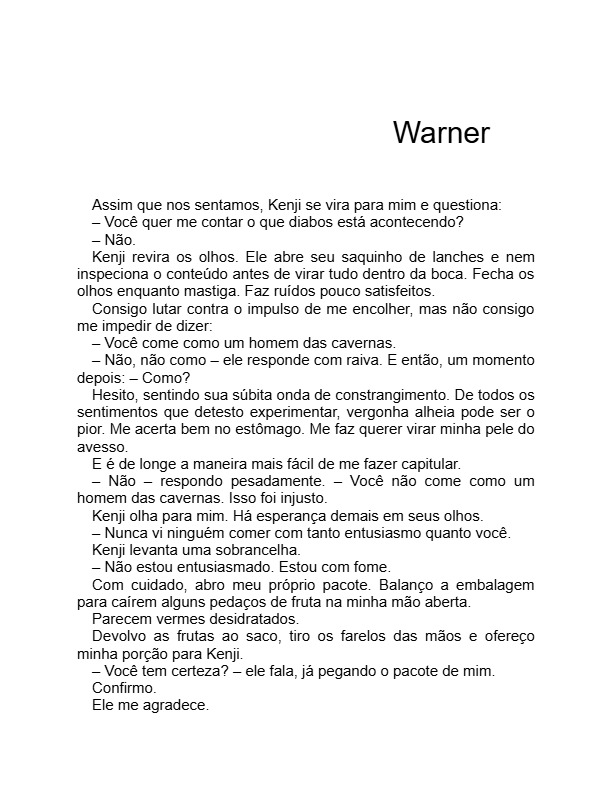 Warner
Assim que nos sentamos, Kenji se vira para mim e questiona:
– Você quer me contar o que diabos está acontecendo?
– Não.
Kenji revira os olhos. Ele abre seu saquinho de lanches e nem
inspeciona o conteúdo antes de virar tudo dentro da boca. Fecha os
olhos enquanto mastiga. Faz ruídos pouco satisfeitos.
Consigo lutar contra o impulso de me encolher, mas não consigo
me impedir de dizer:
– Você come como um homem das cavernas.
– Não, não como – ele responde com raiva. E então, um momento
depois: – Como?
Hesito, sentindo sua súbita onda de constrangimento. De todos os
sentimentos que detesto experimentar, vergonha alheia pode ser o
pior. Me acerta bem no estômago. Me faz querer virar minha pele do
avesso.
E é de longe a maneira mais fácil de me fazer capitular.
– Não – respondo pesadamente. – Você não come como um
homem das cavernas. Isso foi injusto.
Kenji olha para mim. Há esperança demais em seus olhos.
– Nunca vi ninguém comer com tanto entusiasmo quanto você.
Kenji levanta uma sobrancelha.
– Não estou entusiasmado. Estou com fome.
Com cuidado, abro meu próprio pacote. Balanço a embalagem
para caírem alguns pedaços de fruta na minha mão aberta.
Parecem vermes desidratados.
Devolvo as frutas ao saco, tiro os farelos das mãos e ofereço
minha porção para Kenji.
– Você tem certeza? – ele fala, já pegando o pacote de mim.
Confirmo.
Ele me agradece.